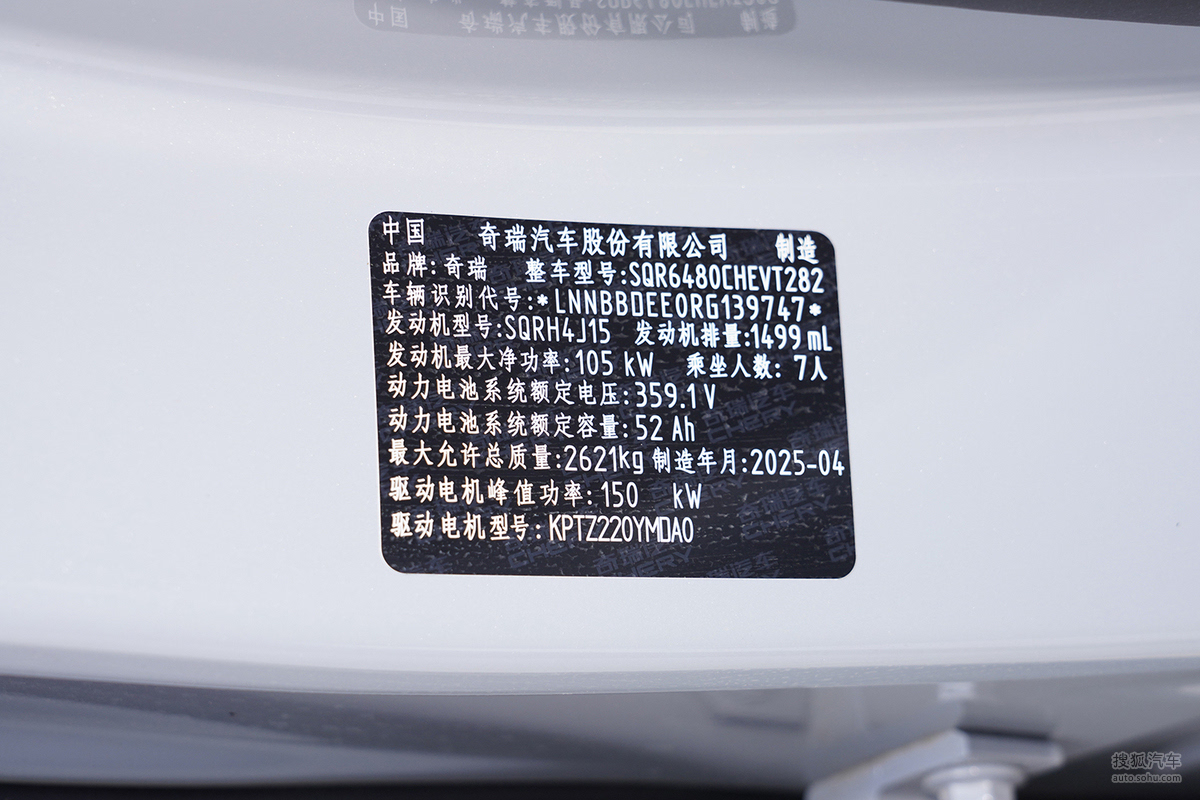 中国 奇瑞汽车股份有限公司 制造
品牌:奇瑞 整车型号:SQR6480CHEVT282
车辆识别代号:*LNNBBDEE0RG139747*
发动机型号:SQRH4J15 发动机排量:1499 mL
发动机最大净功率:105 kW 乘坐人数: 7人
动力电池系统额定电压:359.1 V
动力电池系统额定容量:52 Ah
最大允许总质量:2621kg 制造年月:2025-04
驱动电机峰值功率:150 kW
驱动电机型号:KPTZ220YMDA0
搜狐汽车
auto.sohu.com